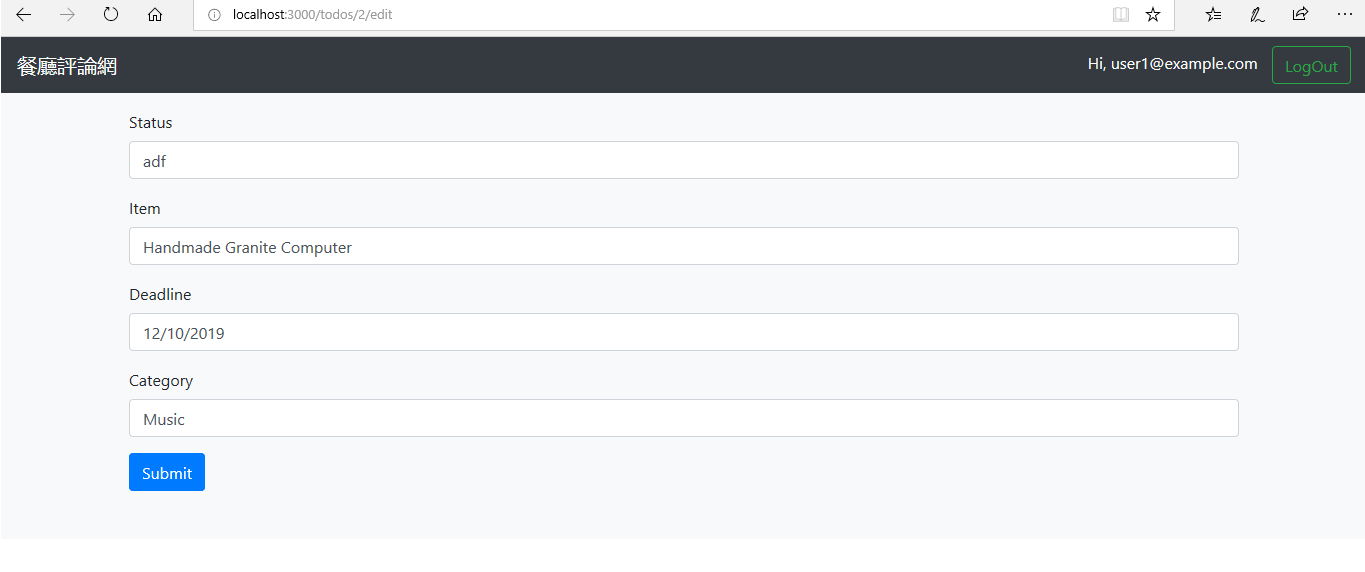 localhost:3000/todos/2/edit
餐廳評論網 Hi, user1@example.com LogOut
Status
adf
Item
Handmade Granite Computer
Deadline
12/10/2019
Category
Music
Submit